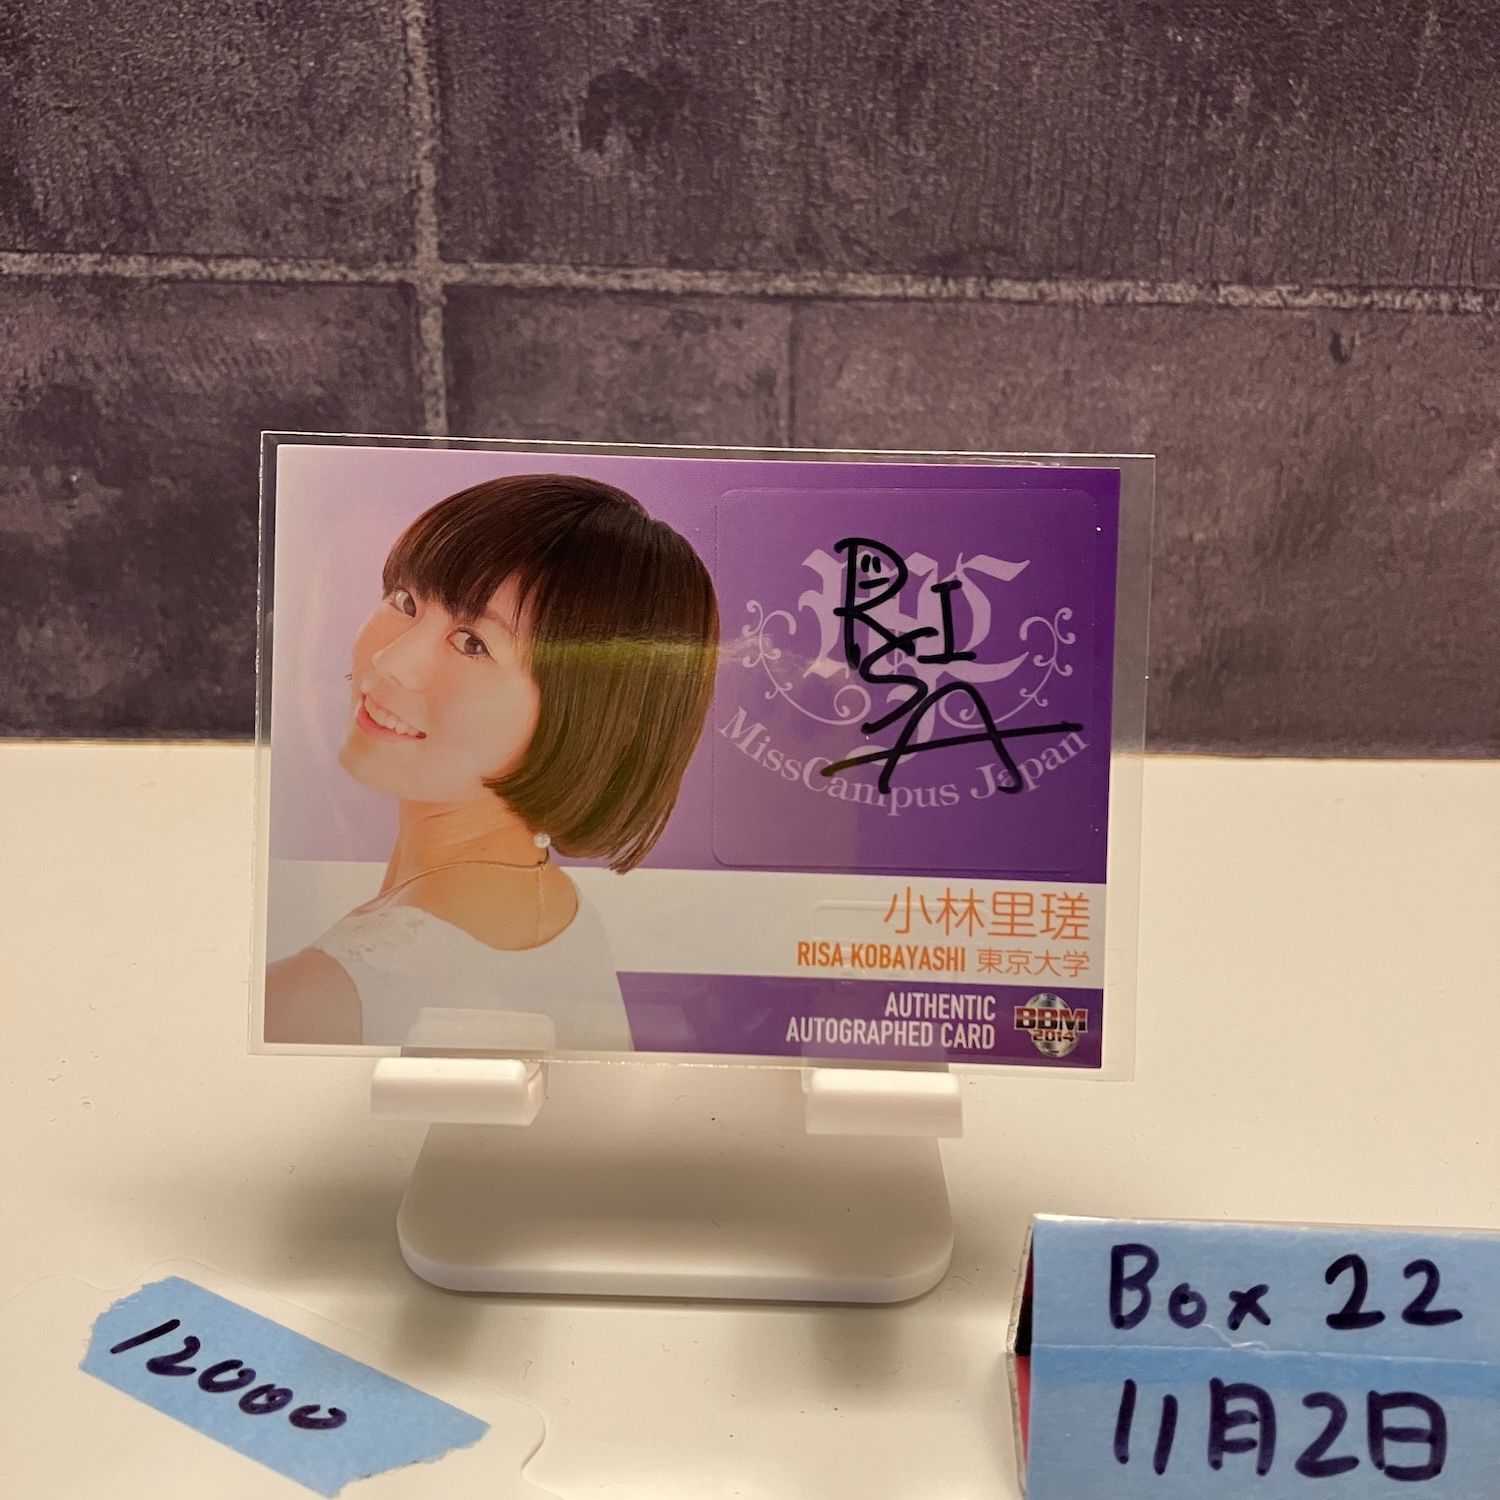 RISA
MissCampus Japan
小林里瑳
RISA KOBAYASHI 東京大学
AUTHENTIC
AUTOGRAPHED CARD
BBM
2014
12000
Box 22
11月2日